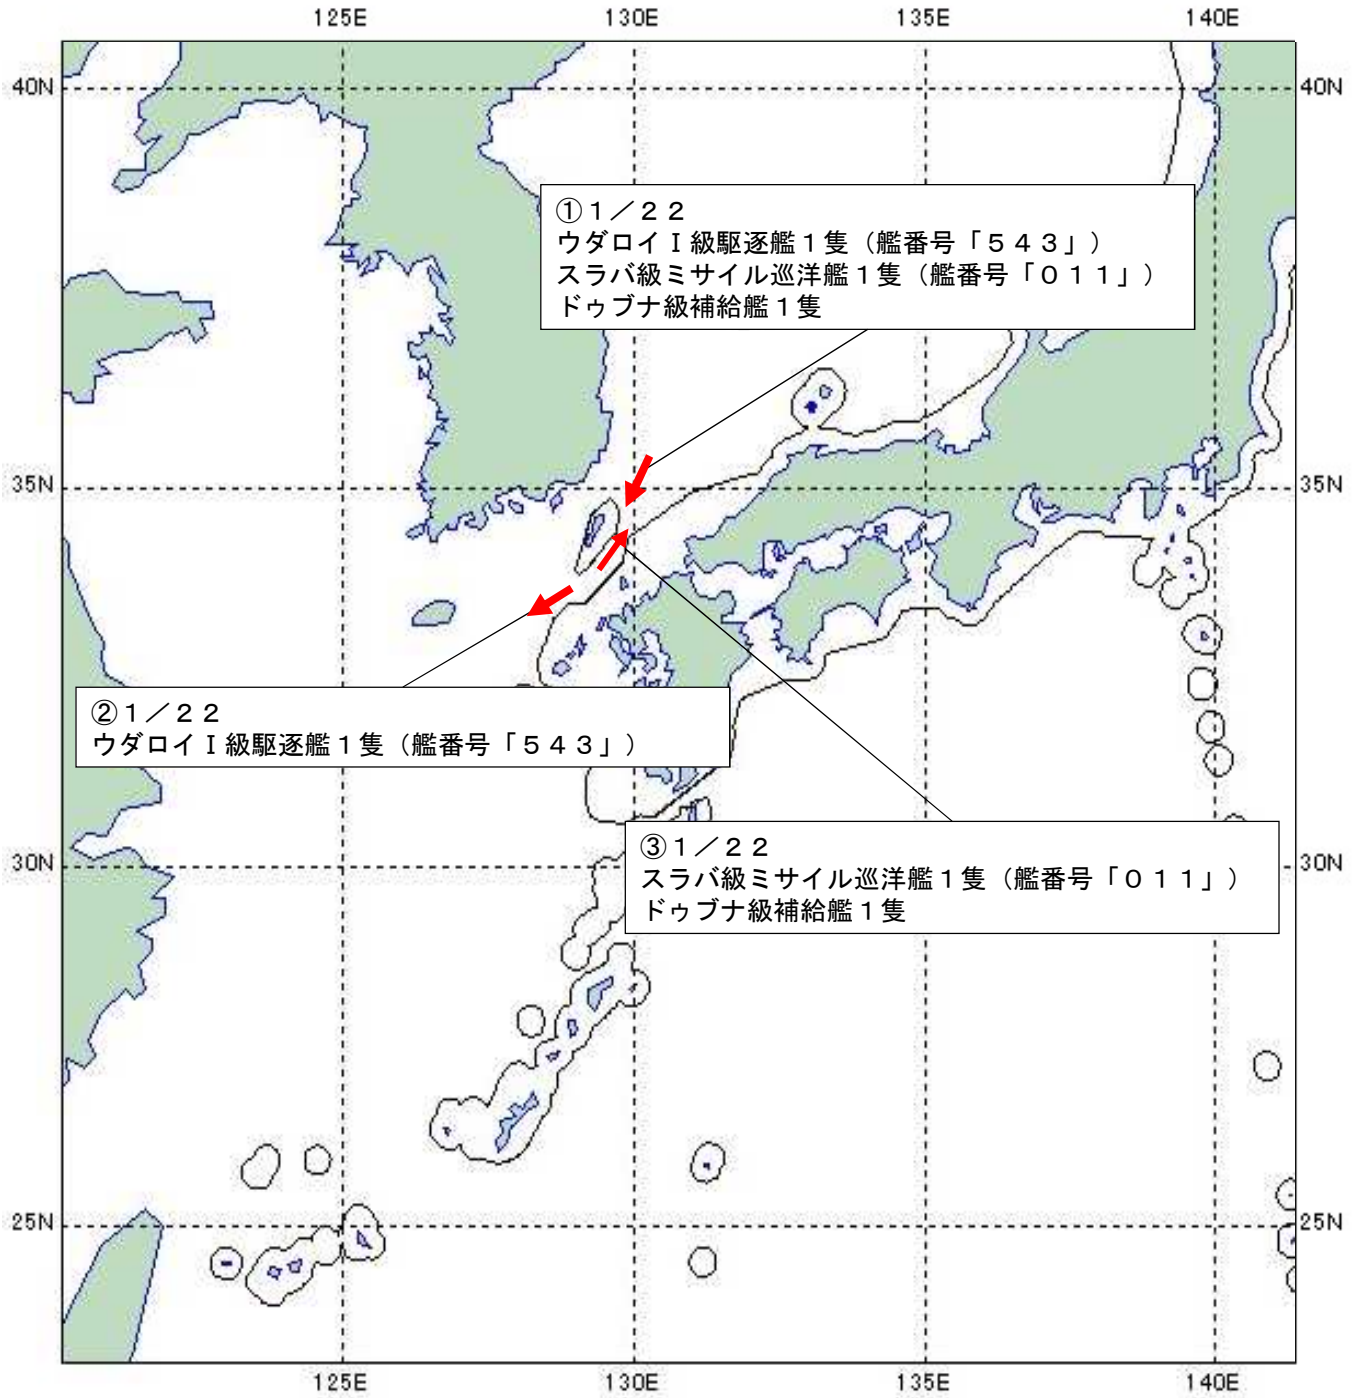 125E 130E 135E 140E
40N 40N
①１／２２
ウダロイⅠ級駆逐艦１隻（艦番号「５４３」）
スラバ級ミサイル巡洋艦１隻（艦番号「０１１」）
ドゥブナ級補給艦１隻
35N 35N
②１／２２
ウダロイⅠ級駆逐艦１隻（艦番号「５４３」）
③１／２２
スラバ級ミサイル巡洋艦１隻（艦番号「０１１」）
ドゥブナ級補給艦１隻
30N 30N
25N 25N
125E 130E 135E 140E